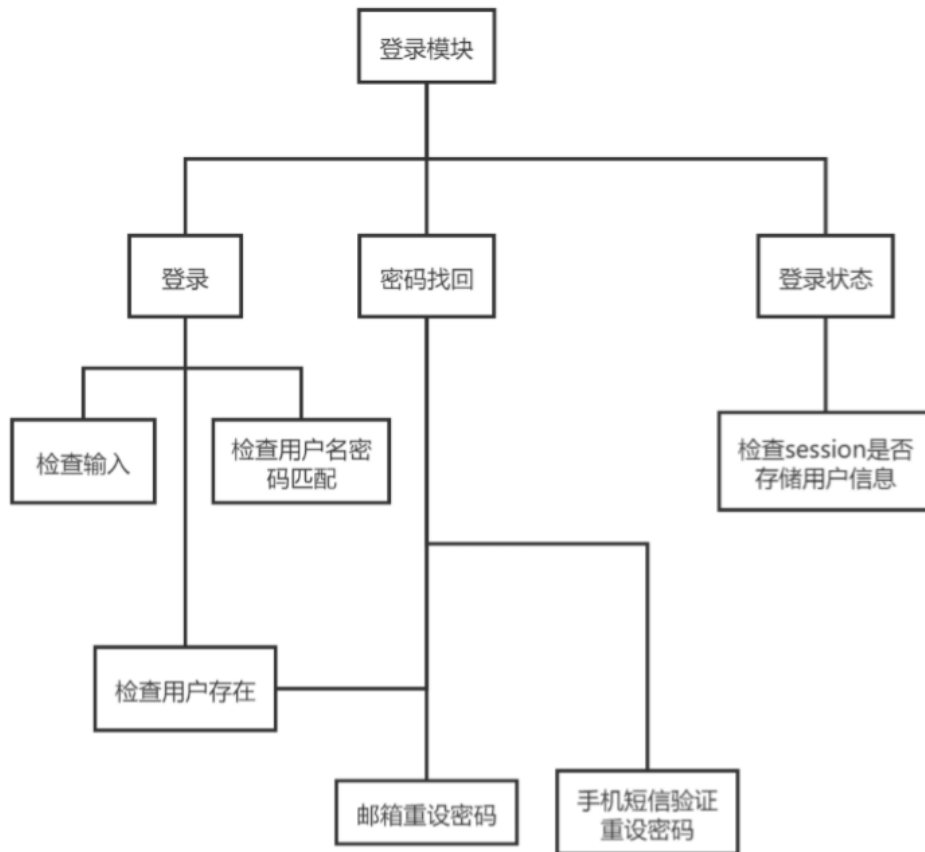 登录模块
登录
密码找回
登录状态
检查输入
检查用户名密
码匹配
检查session是否
存储用户信息
检查用户存在
邮箱重设密码
手机短信验证
重设密码